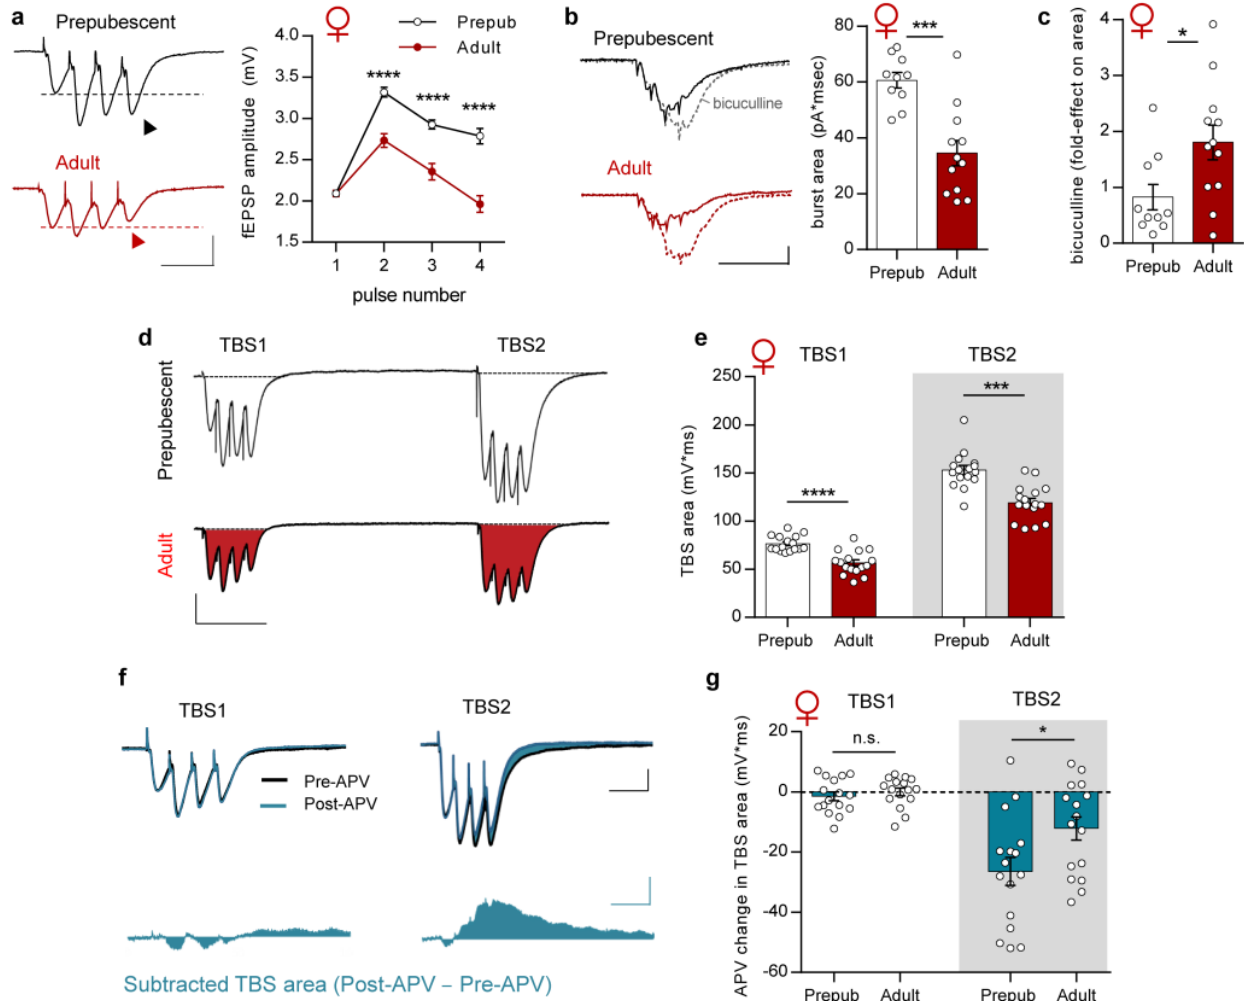 a
Prepubescent
Adult
♀
Prepub
Adult
fEPSP amplitude (mV)
4.0
3.5
3.0
2.5
2.0
1.5
****
****
****
1
2
3
4
pulse number
b
Prepubescent
bicuculline
Adult
♀
***
burst area (pA*msec)
80
60
40
20
0
Prepub
Adult
c
♀
*
bicuculline (fold-effect on area)
4
3
2
1
0
Prepub
Adult
d
TBS1
TBS2
Prepubescent
Adult
e
♀
TBS1
TBS2
TBS area (mV*ms)
250
200
150
100
50
0
****
***
Prepub
Adult
Prepub
Adult
f
TBS1
TBS2
Pre-APV
Post-APV
Subtracted TBS area (Post-APV – Pre-APV)
g
♀
TBS1
TBS2
APV change in TBS area (mV*ms)
20
0
-20
-40
-60
n.s.
*
Prepub
Adult
Prepub
Adult